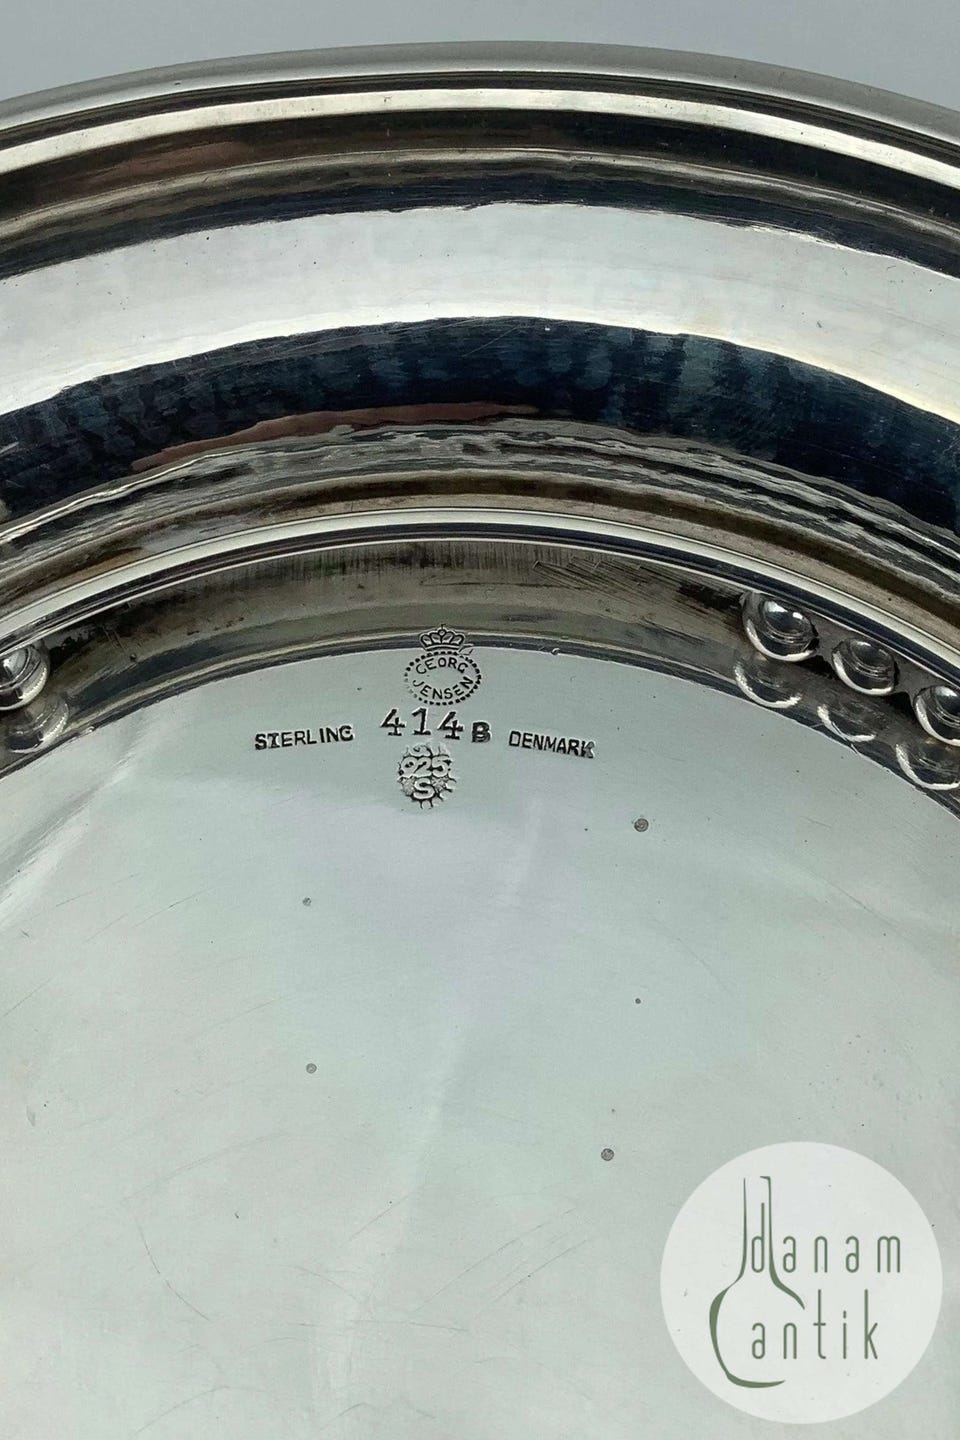 GEORG
JENSEN
STERLING 414B DENMARK
925
S
danam
antik